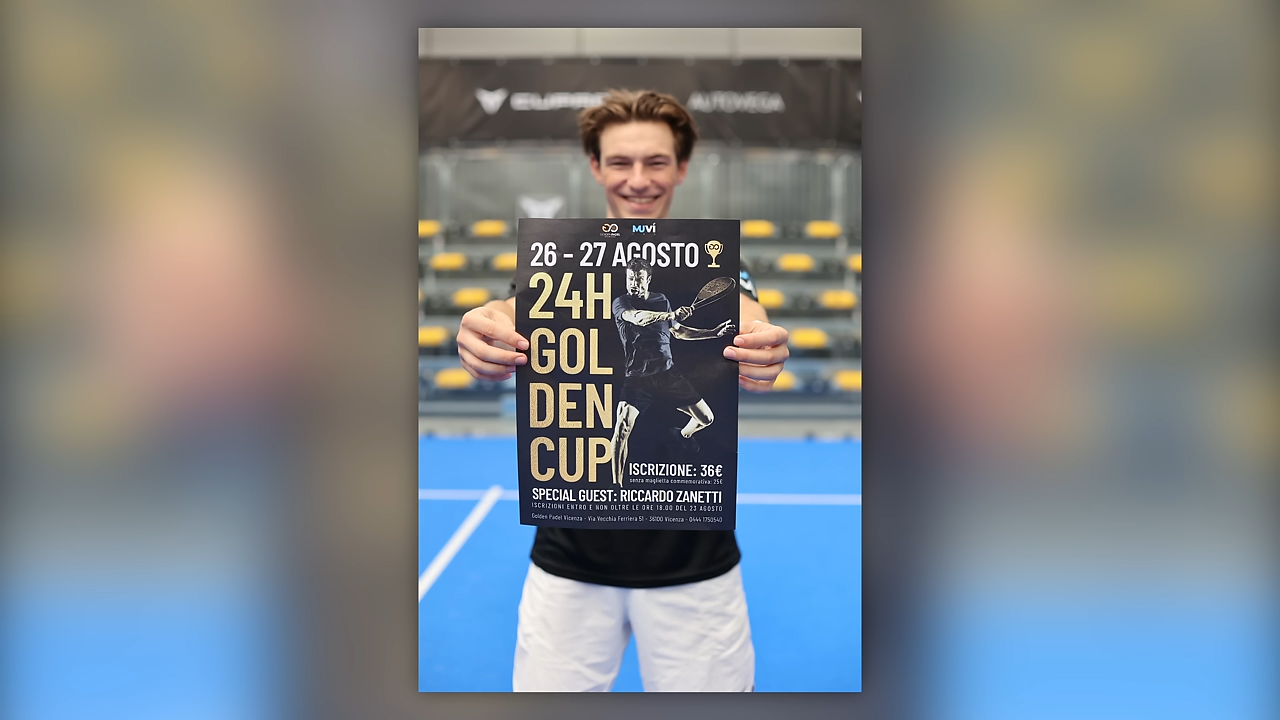 CUPRA AUTOVEGA
MUVÍ
26 - 27 AGOSTO
24H
GOL
DEN
CUP
ISCRIZIONE: 36€
senza maglietta commemorativa: 25€
SPECIAL GUEST: RICCARDO ZANETTI
ISCRIZIONI ENTRO E NON OLTRE LE ORE 18.00 DEL 23 AGOSTO
Golden Padel Vicenza - Via Vecchia Ferriera 51 - 36100 Vicenza - 0444 1750540